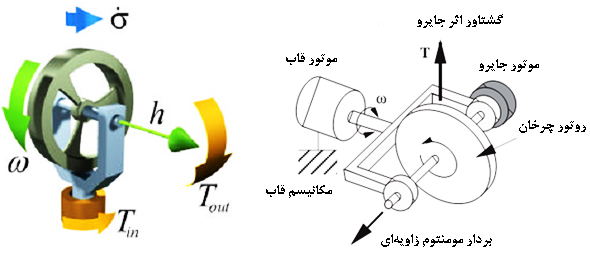 σ̇
ω
h
T_out
T_in
گشتاور اثر جایرو
T
موتور قاب
موتور جایرو
ω
روتور چرخان
مکانیسم قاب
بردار مومنتوم زاویه‌ای